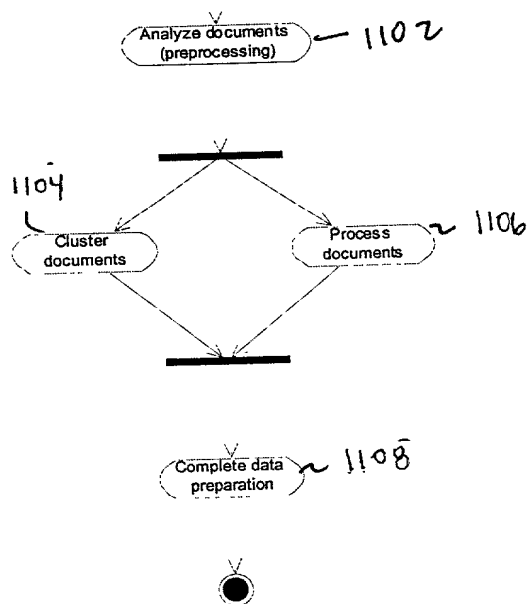 Analyze documents
(preprocessing)
1102
1104
Cluster
documents
Process
documents
1106
Complete data
preparation
1108